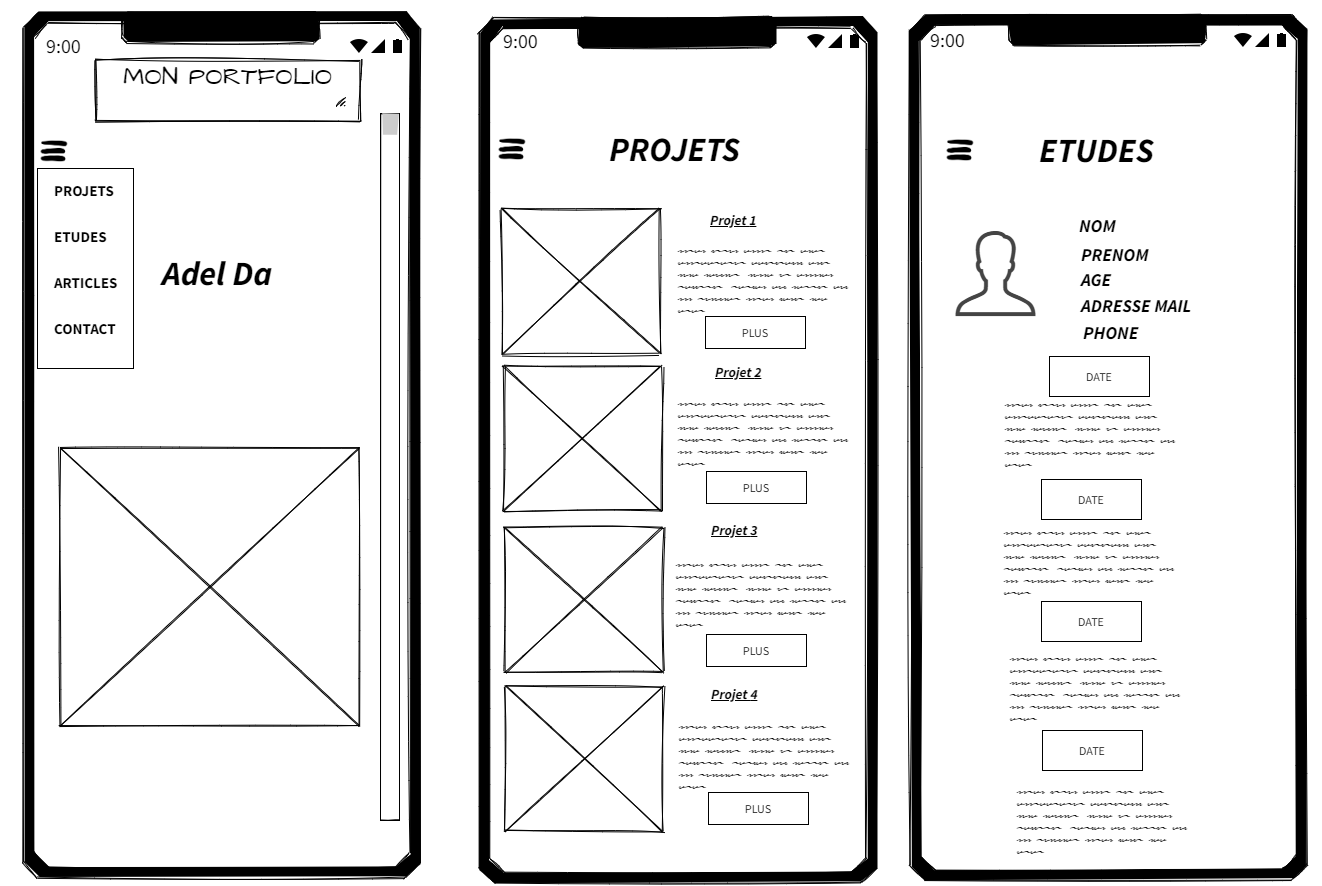 9:00
MON PORTFOLIO
PROJETS
ETUDES
ARTICLES
CONTACT
Adel Da
9:00
PROJETS
Projet 1
PLUS
Projet 2
PLUS
Projet 3
PLUS
Projet 4
PLUS
9:00
ETUDES
NOM
PRENOM
AGE
ADRESSE MAIL
PHONE
DATE
DATE
DATE
DATE